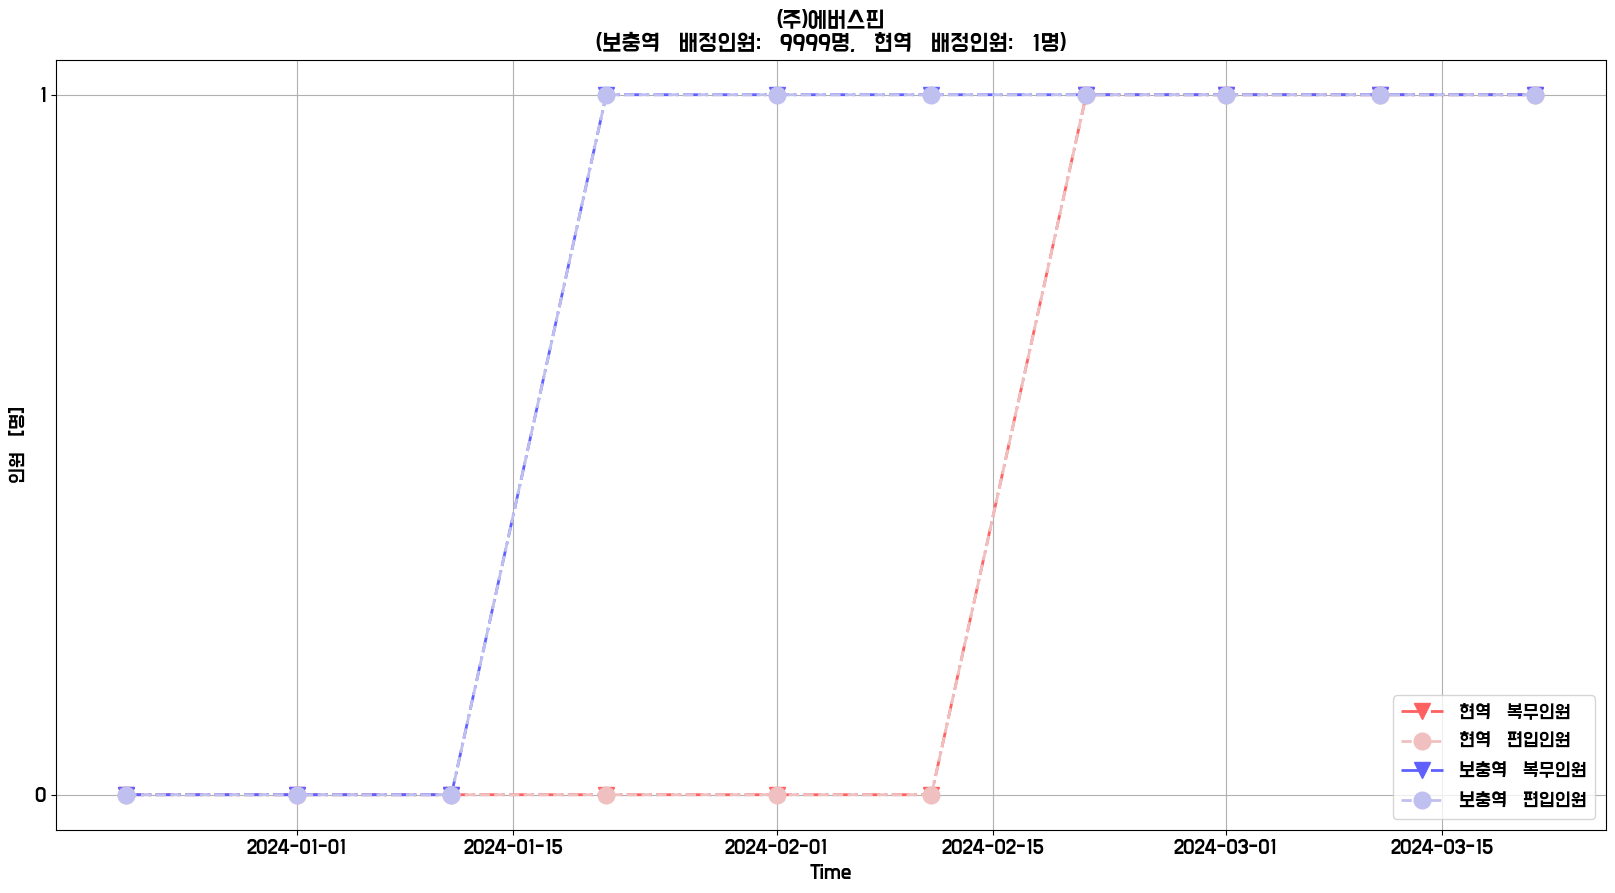 (주)에버스핀
(보충역 배정인원: 9999명, 현역 배정인원: 1명)
1
인원 [명]
0
현역 복무인원
현역 편입인원
보충역 복무인원
보충역 편입인원
2024-01-01 2024-01-15 2024-02-01 2024-02-15 2024-03-01 2024-03-15
Time